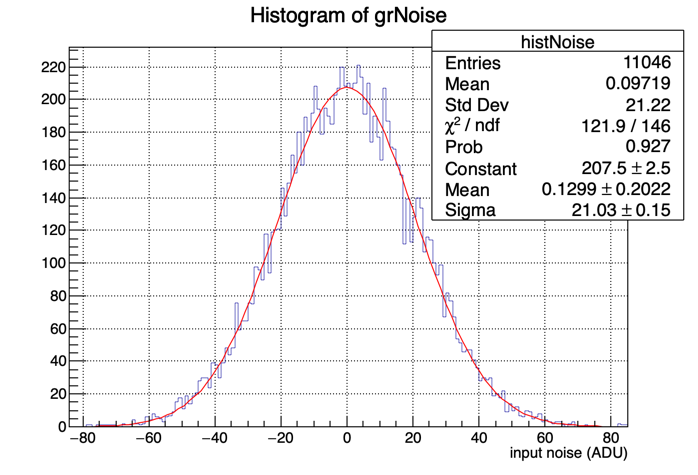 Histogram of grNoise
histNoise
Entries 11046
Mean 0.09719
Std Dev 21.22
χ² / ndf 121.9 / 146
Prob 0.927
Constant 207.5 ± 2.5
Mean 0.1299 ± 0.2022
Sigma 21.03 ± 0.15
220
200
180
160
140
120
100
80
60
40
20
0
−80 −60 −40 −20 0 20 40 60 80
input noise (ADU)